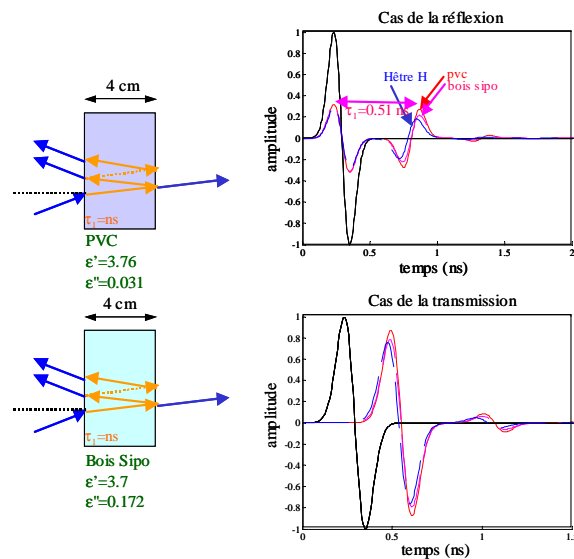 4 cm
τ₁=ns
PVC
ε'=3.76
ε"=0.031
4 cm
τ₁=ns
Bois Sipo
ε'=3.7
ε"=0.172
Cas de la réflexion
amplitude
1
0.8
0.6
0.4
0.2
0
-0.2
-0.4
-0.6
-0.8
-1
Hêtre H
pvc
bois sipo
τ₁=0.51 ns
0
0.5
1
1.5
2
temps (ns)
Cas de la transmission
amplitude
1
0.8
0.6
0.4
0.2
0
-0.2
-0.4
-0.6
-0.8
-1
0
0.5
1
1.5
temps (ns)